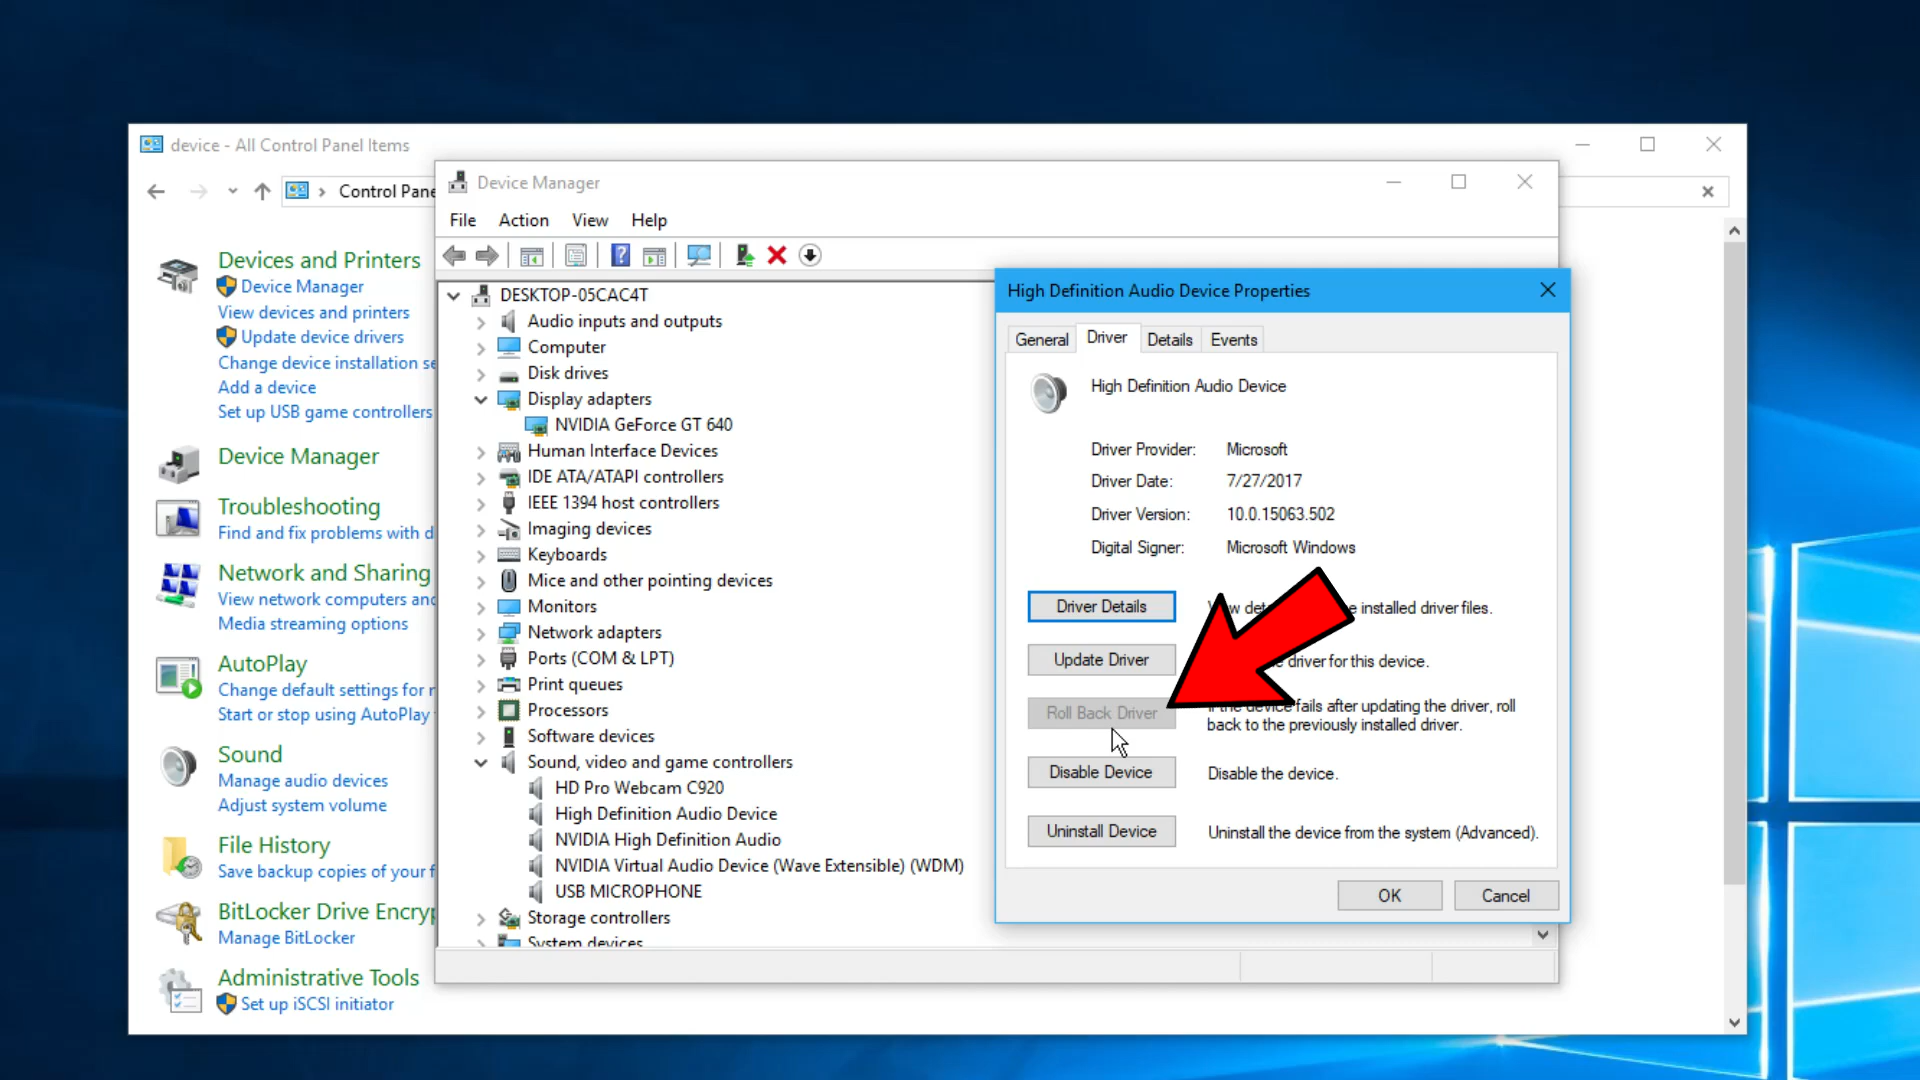 device - All Control Panel Items
Control Pane
Devices and Printers
Device Manager
View devices and printers
Update device drivers
Change device installation se
Add a device
Set up USB game controllers
Device Manager
Troubleshooting
Find and fix problems with d
Network and Sharing
View network computers and
Media streaming options
AutoPlay
Change default settings for
Start or stop using AutoPlay
Sound
Manage audio devices
Adjust system volume
File History
Save backup copies of your f
BitLocker Drive Encryp
Manage BitLocker
Administrative Tools
Set up iSCSI initiator
Device Manager
File Action View Help
DESKTOP-05CAC4T
Audio inputs and outputs
Computer
Disk drives
Display adapters
NVIDIA GeForce GT 640
Human Interface Devices
IDE ATA/ATAPI controllers
IEEE 1394 host controllers
Imaging devices
Keyboards
Mice and other pointing devices
Monitors
Network adapters
Ports (COM & LPT)
Print queues
Processors
Software devices
Sound, video and game controllers
HD Pro Webcam C920
High Definition Audio Device
NVIDIA High Definition Audio
NVIDIA Virtual Audio Device (Wave Extensible) (WDM)
USB MICROPHONE
Storage controllers
System devices
High Definition Audio Device Properties
General Driver Details Events
High Definition Audio Device
Driver Provider: Microsoft
Driver Date: 7/27/2017
Driver Version: 10.0.15063.502
Digital Signer: Microsoft Windows
Driver Details installed driver files.
Update Driver driver for this device.
Roll Back Driver If the device fails after updating the driver, roll
back to the previously installed driver.
Disable Device Disable the device.
Uninstall Device Uninstall the device from the system (Advanced).
OK Cancel